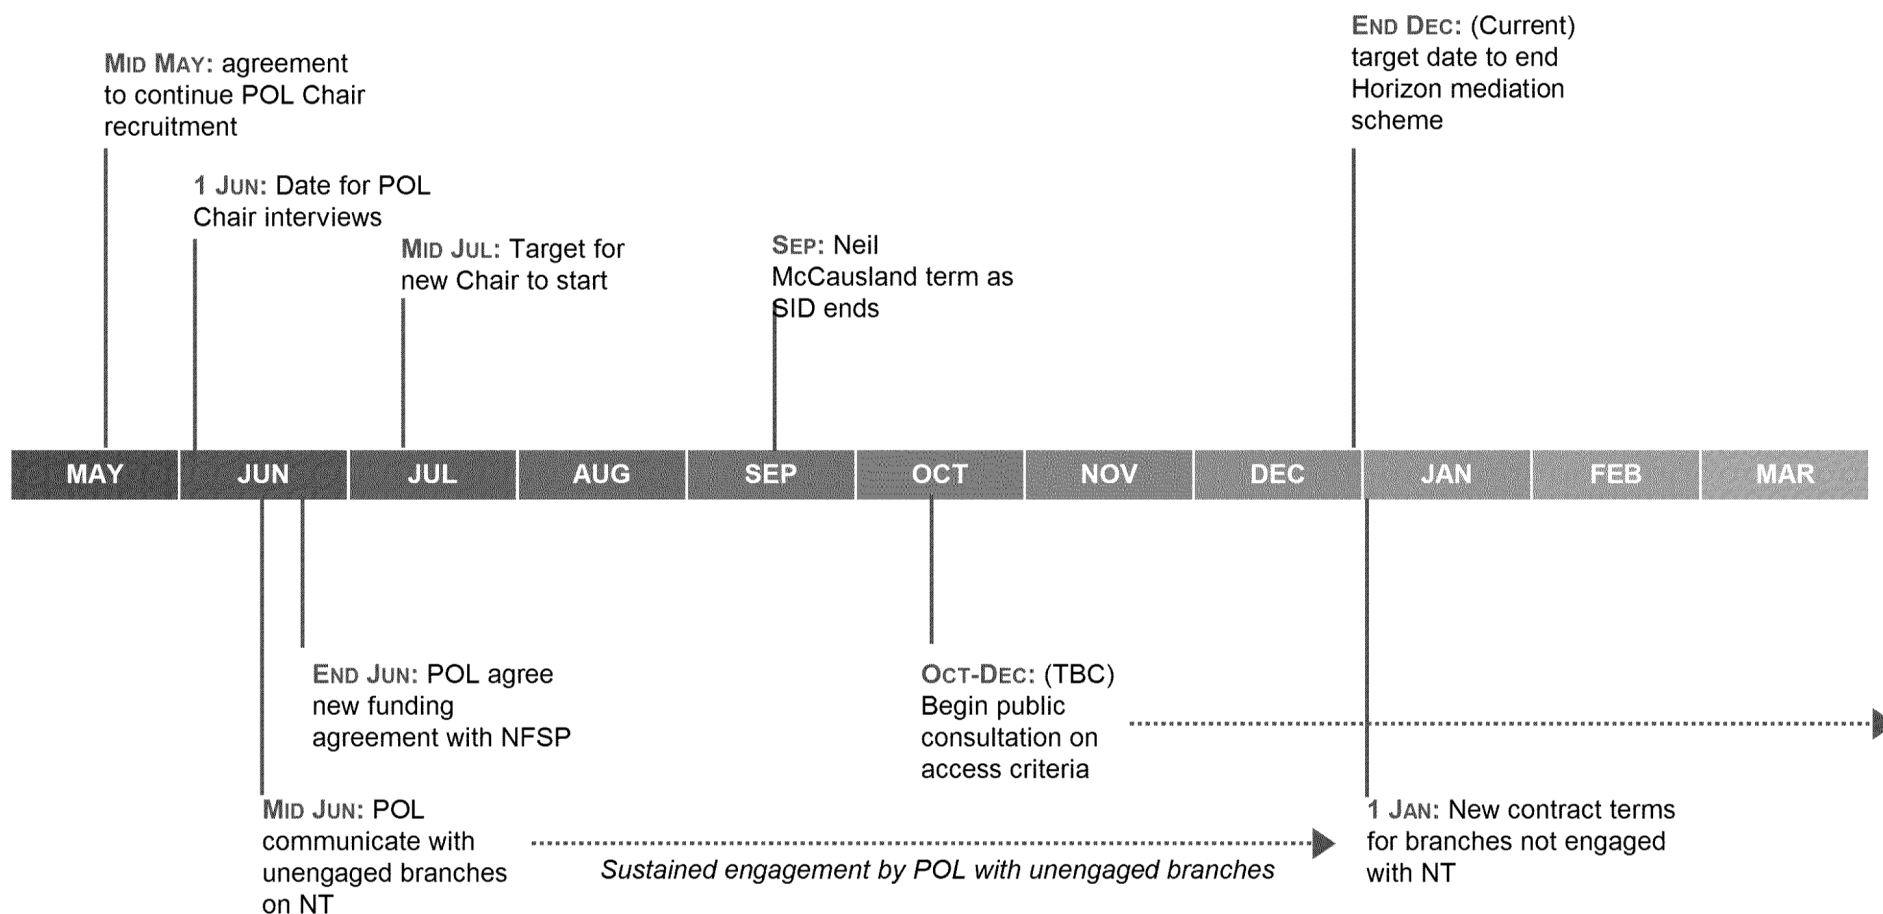 END DEC: (Current)
target date to end
Horizon mediation
scheme
MID MAY: agreement
to continue POL Chair
recruitment
1 JUN: Date for POL
Chair interviews
MID JUL: Target for
new Chair to start
SEP: Neil
McCausland term as
SID ends
MAY JUN JUL AUG SEP OCT NOV DEC JAN FEB MAR
END JUN: POL agree
new funding
agreement with NFSP
OCT-DEC: (TBC)
Begin public
consultation on
access criteria
MID JUN: POL
communicate with
unengaged branches
on NT
Sustained engagement by POL with unengaged branches
1 JAN: New contract terms
for branches not engaged
with NT